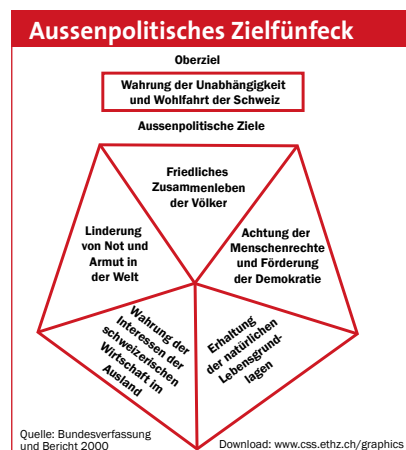 Aussenpolitisches Zielfünfeck
Oberziel
Wahrung der Unabhängigkeit
und Wohlfahrt der Schweiz
Aussenpolitische Ziele
Friedliches
Zusammenleben
der Völker
Linderung
von Not und
Armut in
der Welt
Achtung der
Menschenrechte
und Förderung
der Demokratie
Wahrung der
Interessen der
schweizerischen
Wirtschaft im
Ausland
Erhaltung
der natürlichen
Lebensgrund-
lagen
Quelle: Bundesverfassung
und Bericht 2000
Download: www.css.ethz.ch/graphics